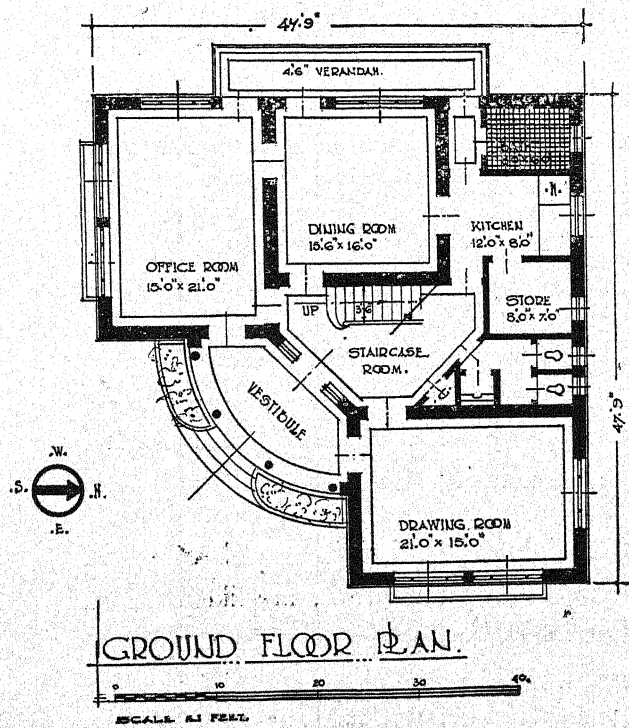 47'.9"
4'.6" VERANDAH.
DINING ROOM
15'.6" x 16'.0"
KITCHEN
12'.0" x 8'.0"
OFFICE ROOM
15'.0" x 21'.0"
STORE
8'.0" x 7'.0"
UP
3'.6"
STAIRCASE
ROOM.
VESTIBULE
47'.9"
.W.
.S.
.N.
.E.
DRAWING ROOM
21'.0" x 15'.0"
GROUND FLOOR PLAN.
0 10 20 30 40
SCALE AS FEET.